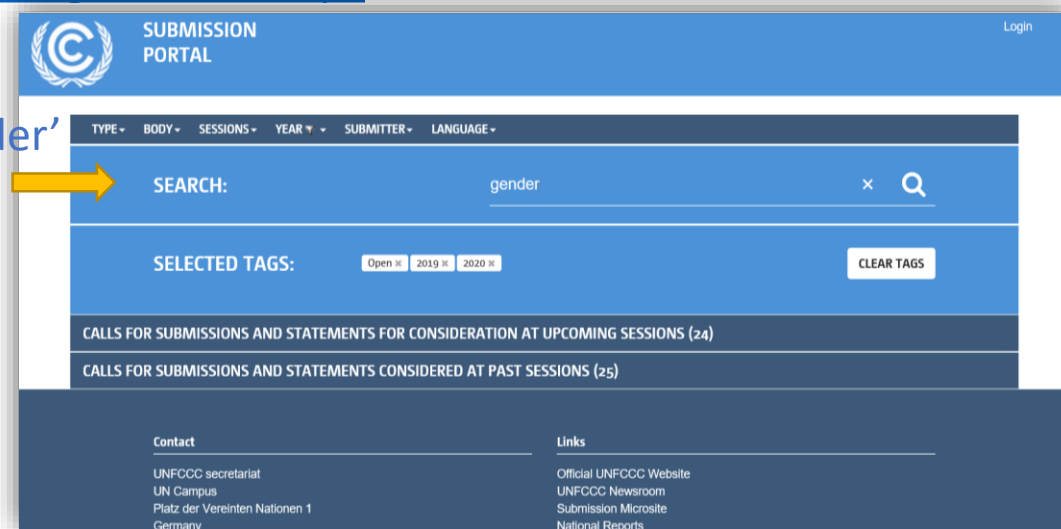 SUBMISSION
PORTAL
Login
TYPE BODY SESSIONS YEAR SUBMITTER LANGUAGE
SEARCH: gender ×
SELECTED TAGS: Open × 2019 × 2020 × CLEAR TAGS
CALLS FOR SUBMISSIONS AND STATEMENTS FOR CONSIDERATION AT UPCOMING SESSIONS (24)
CALLS FOR SUBMISSIONS AND STATEMENTS CONSIDERED AT PAST SESSIONS (25)
Contact Links
UNFCCC secretariat Official UNFCCC Website
UN Campus UNFCCC Newsroom
Platz der Vereinten Nationen 1 Submission Microsite
Germany National Reports